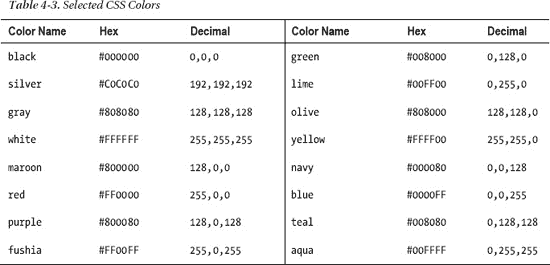 Table 4-3. Selected CSS Colors
Color Name Hex Decimal Color Name Hex Decimal
black #000000 0,0,0 green #008000 0,128,0
silver #C0C0C0 192,192,192 lime #00FF00 0,255,0
gray #808080 128,128,128 olive #808000 128,128,0
white #FFFFFF 255,255,255 yellow #FFFF00 255,255,0
maroon #800000 128,0,0 navy #000080 0,0,128
red #FF0000 255,0,0 blue #0000FF 0,0,255
purple #800080 128,0,128 teal #008080 0,128,128
fushia #FF00FF 255,0,255 aqua #00FFFF 0,255,255